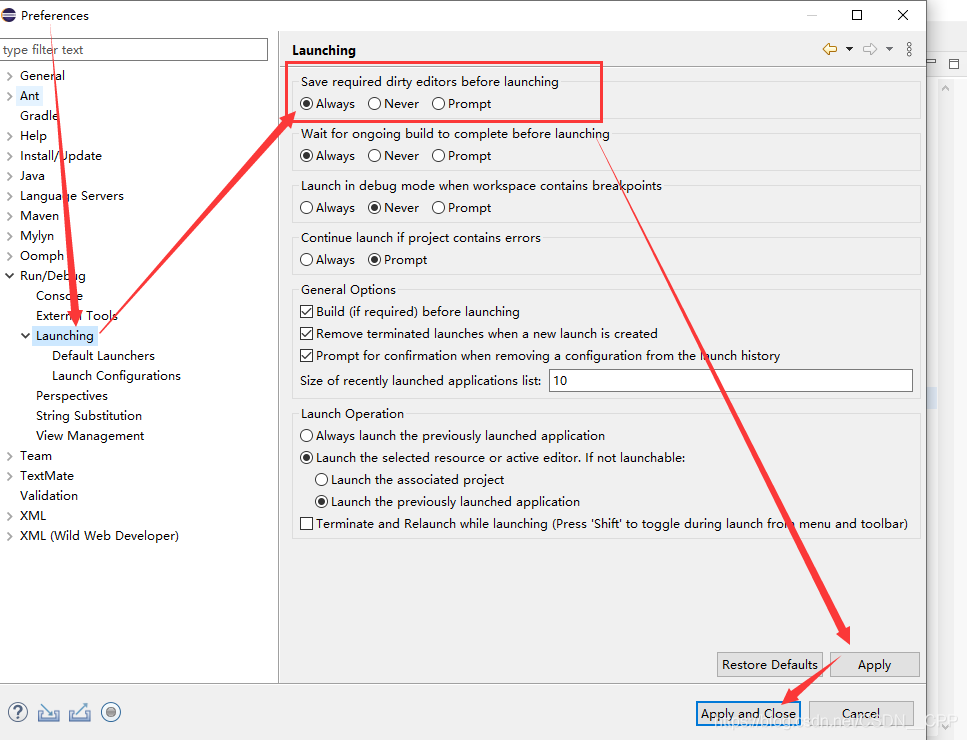 Preferences
type filter text
General
Ant
Gradle
Help
Install/Update
Java
Language Servers
Maven
Mylyn
Oomph
Run/Debug
Console
External Tools
Launching
Default Launchers
Launch Configurations
Perspectives
String Substitution
View Management
Team
TextMate
Validation
XML
XML (Wild Web Developer)
Launching
Save required dirty editors before launching
Always Never Prompt
Wait for ongoing build to complete before launching
Always Never Prompt
Launch in debug mode when workspace contains breakpoints
Always Never Prompt
Continue launch if project contains errors
Always Prompt
General Options
Build (if required) before launching
Remove terminated launches when a new launch is created
Prompt for confirmation when removing a configuration from the launch history
Size of recently launched applications list: 10
Launch Operation
Always launch the previously launched application
Launch the selected resource or active editor. If not launchable:
Launch the associated project
Launch the previously launched application
Terminate and Relaunch while launching (Press 'Shift' to toggle during launch from menu and toolbar)
Restore Defaults Apply
Apply and Close Cancel